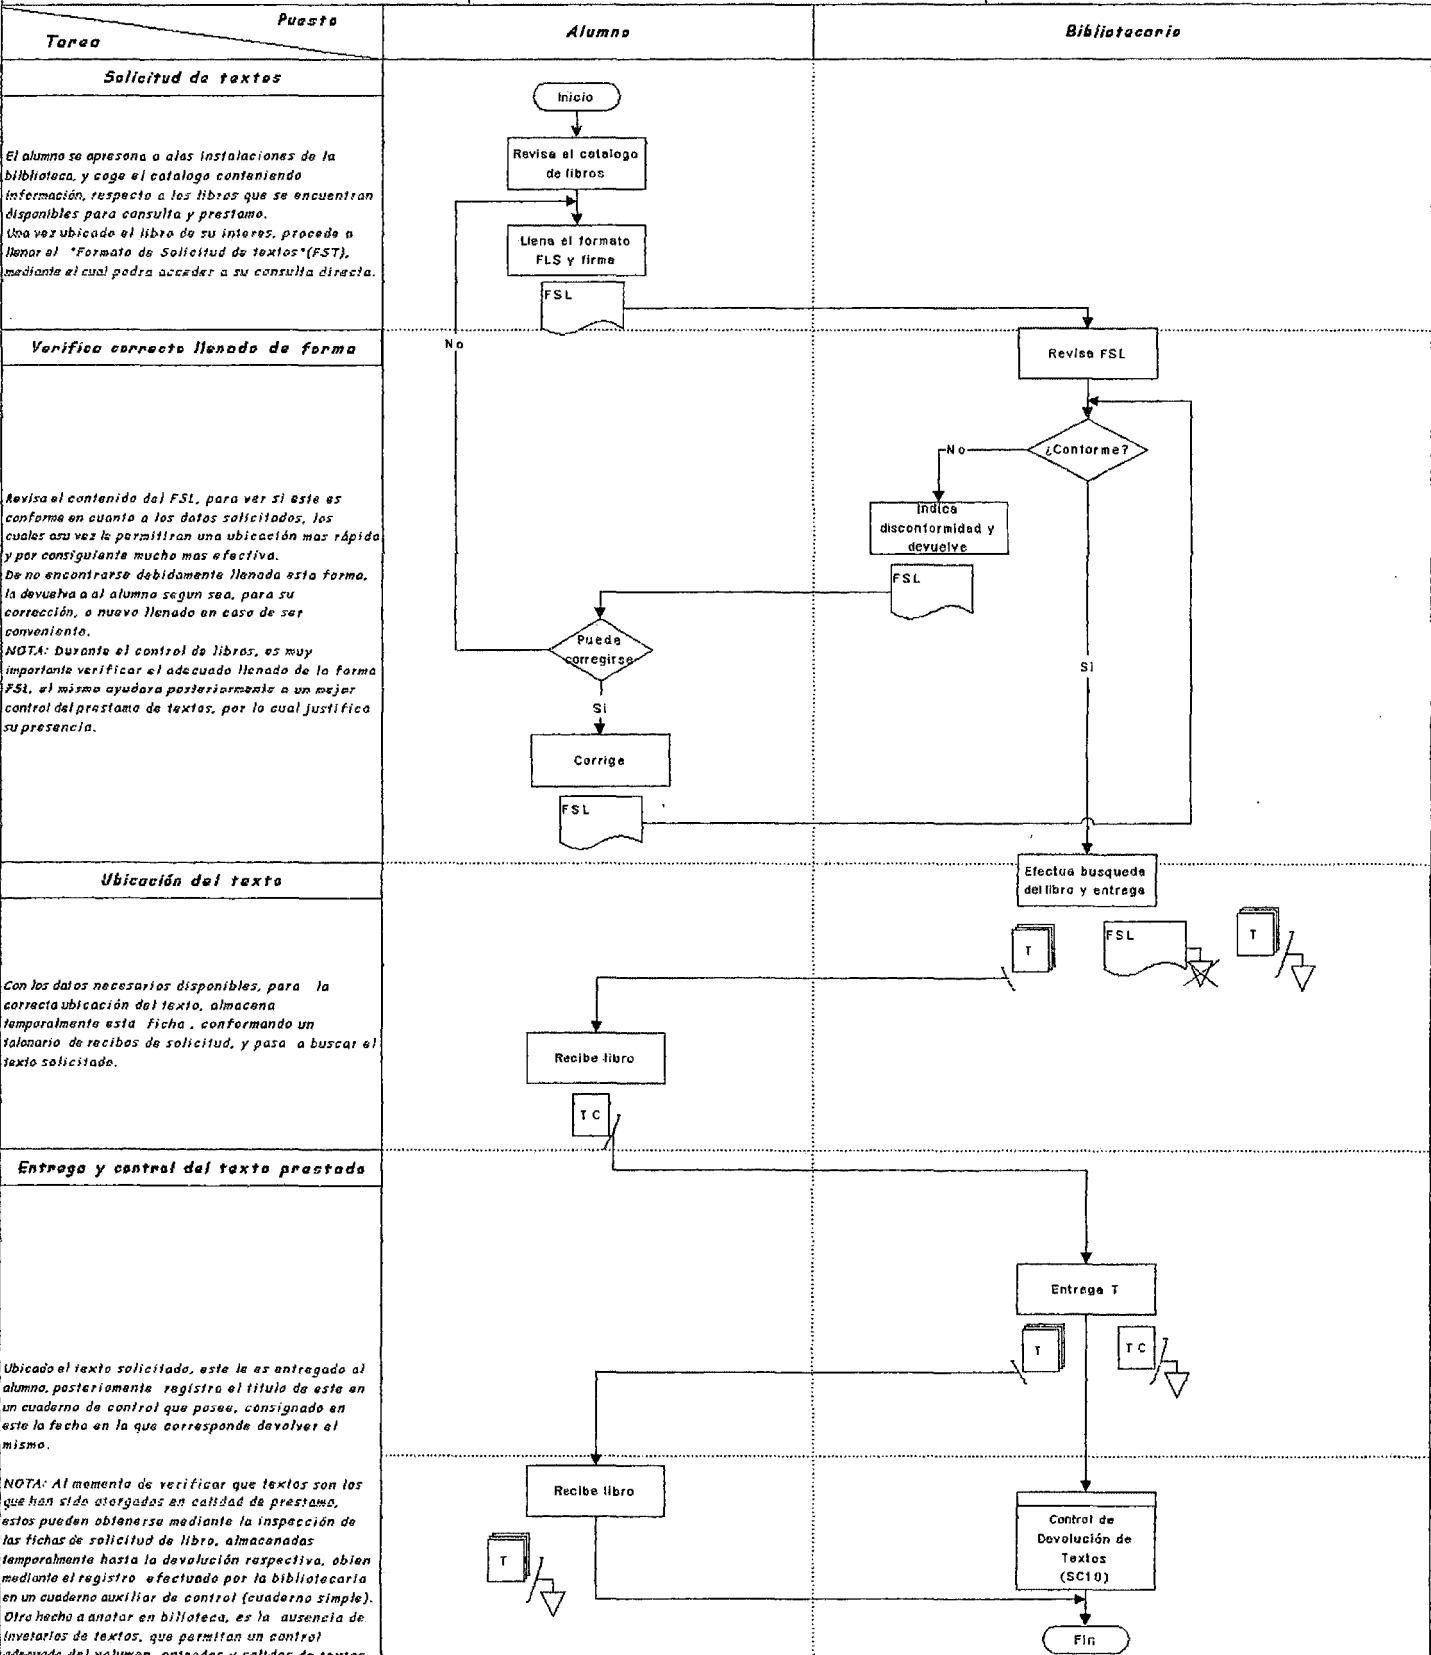 Puesto
Tarea
Alumno
Bibliotecario
Solicitud de textos
El alumno se apresona a alas instalaciones de la
bilblioteca, y coge el catalogo conteniendo
información, respecto a los libros que se encuentran
disponibles para consulta y prestamo.
Una vez ubicado el libro de su interes, procede a
llenar el "Formato de Solicitud de textos"(FST),
mediante el cual podra acceder a su consulta directa.
Inicio
Revisa el catalogo
de libros
Llena el formato
FLS y firma
FSL
Verifica correcto llenado de forma
No
Revisa FSL
¿Conforme?
No
Indica
disconformidad y
devuelve
FSL
Revisa el contenido del FSL, para ver si este es
conforme en cuanto a los datos solicitados, los
cuales asu vez le permitiran una ubicación mas rápida
y por consiguiente mucho mas efectiva.
De no encontrarse debidamente llenada esta forma,
la devuelva a al alumno segun sea, para su
corrección, o nuevo llenado en caso de ser
conveniente.
NOTA: Durante el control de libros, es muy
importante verificar el adecuado llenado de la forma
FSL, el mismo ayudara posteriormente a un mejor
control del prestamo de textos, por lo cual justifica
su presencia.
Puede
corregirse
Si
Si
Corrige
FSL
Ubicación del texto
Efectua busqueda
del libro y entrega
T
FSL
T
Con los datos necesarios disponibles, para la
correcta ubicación del texto, almacena
temporalmente esta ficha , conformando un
talonario de recibos de solicitud, y pasa a buscar el
texto solicitado.
Recibe libro
T C
Entrega y control del texto prestado
Entrega T
T
T C
Ubicado el texto solicitado, este le es entregado al
alumno, posteriomente registra el titulo de este en
un cuaderno de control que posee, consignado en
este la fecha en la que corresponde devolver el
mismo.
NOTA: Al momento de verificar que textos son los
que han sido otorgados en calidad de prestamo,
estos pueden obtenerse mediante la inspección de
las fichas de solicitud de libro, almacenadas
temporalmente hasta la devolución respectiva, obien
mediante el registro efectuado por la bibliotecaria
en un cuaderno auxiliar de control (cuaderno simple).
Otro hecho a anotar en billoteca, es la ausencia de
invetarios de textos, que permitan un control
adecuado del volumen, entradas y salidas de textos
Recibe libro
T
Control de
Devolución de
Textos
(SC10)
Fin